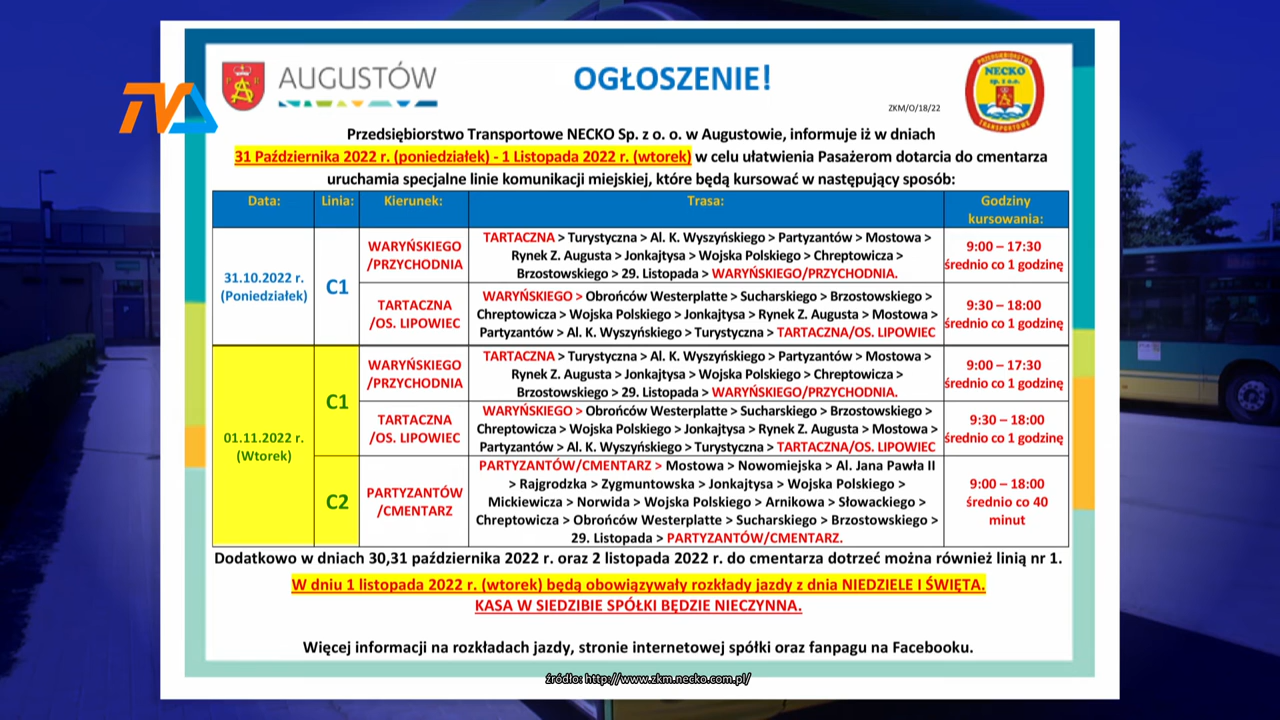 AUGUSTÓW
OGŁOSZENIE!
NECKO
ZKM/O/18/22
TVA
Przedsiębiorstwo Transportowe NECKO Sp. z o. o. w Augustowie, informuje iż w dniach
31 Października 2022 r. (poniedziałek) - 1 Listopada 2022 r. (wtorek) w celu ułatwienia Pasażerom dotarcia do cmentarza
uruchamia specjalne linie komunikacji miejskiej, które będą kursować w następujący sposób:
Data: Linia: Kierunek: Trasa: Godziny
kursowania:
31.10.2022 r.
(Poniedziałek)
C1
WARYŃSKIEGO
/PRZYCHODNIA
TARTACZNA > Turystyczna > Al. K. Wyszyńskiego > Partyzantów > Mostowa >
Rynek Z. Augusta > Jonkajtysa > Wojska Polskiego > Chreptowicza >
Brzostowskiego > 29. Listopada > WARYŃSKIEGO/PRZYCHODNIA.
9:00 – 17:30
średnio co 1 godzinę
TARTACZNA
/OS. LIPOWIEC
WARYŃSKIEGO > Obrońców Westerplatte > Sucharskiego > Brzostowskiego >
Chreptowicza > Wojska Polskiego > Jonkajtysa > Rynek Z. Augusta > Mostowa >
Partyzantów > Al. K. Wyszyńskiego > Turystyczna > TARTACZNA/OS. LIPOWIEC
9:30 – 18:00
średnio co 1 godzinę
01.11.2022 r.
(Wtorek)
C1
WARYŃSKIEGO
/PRZYCHODNIA
TARTACZNA > Turystyczna > Al. K. Wyszyńskiego > Partyzantów > Mostowa >
Rynek Z. Augusta > Jonkajtysa > Wojska Polskiego > Chreptowicza >
Brzostowskiego > 29. Listopada > WARYŃSKIEGO/PRZYCHODNIA.
9:00 – 17:30
średnio co 1 godzinę
TARTACZNA
/OS. LIPOWIEC
WARYŃSKIEGO > Obrońców Westerplatte > Sucharskiego > Brzostowskiego >
Chreptowicza > Wojska Polskiego > Jonkajtysa > Rynek Z. Augusta > Mostowa >
Partyzantów > Al. K. Wyszyńskiego > Turystyczna > TARTACZNA/OS. LIPOWIEC
9:30 – 18:00
średnio co 1 godzinę
C2
PARTYZANTÓW
/CMENTARZ
PARTYZANTÓW/CMENTARZ > Mostowa > Nowomiejska > Al. Jana Pawła II
> Rajgrodzka > Zygmuntowska > Jonkajtysa > Wojska Polskiego >
Mickiewicza > Norwida > Wojska Polskiego > Arnikowa > Słowackiego >
Chreptowicza > Obrońców Westerplatte > Sucharskiego > Brzostowskiego >
29. Listopada > PARTYZANTÓW/CMENTARZ.
9:00 – 18:00
średnio co 40
minut
Dodatkowo w dniach 30,31 października 2022 r. oraz 2 listopada 2022 r. do cmentarza dotrzeć można również linią nr 1.
W dniu 1 listopada 2022 r. (wtorek) będą obowiązywały rozkłady jazdy z dnia NIEDZIELE I ŚWIĘTA.
KASA W SIEDZIBIE SPÓŁKI BĘDZIE NIECZYNNA.
Więcej informacji na rozkładach jazdy, stronie internetowej spółki oraz fanpagu na Facebooku.
źródło: http://www.zkm.necko.com.pl/